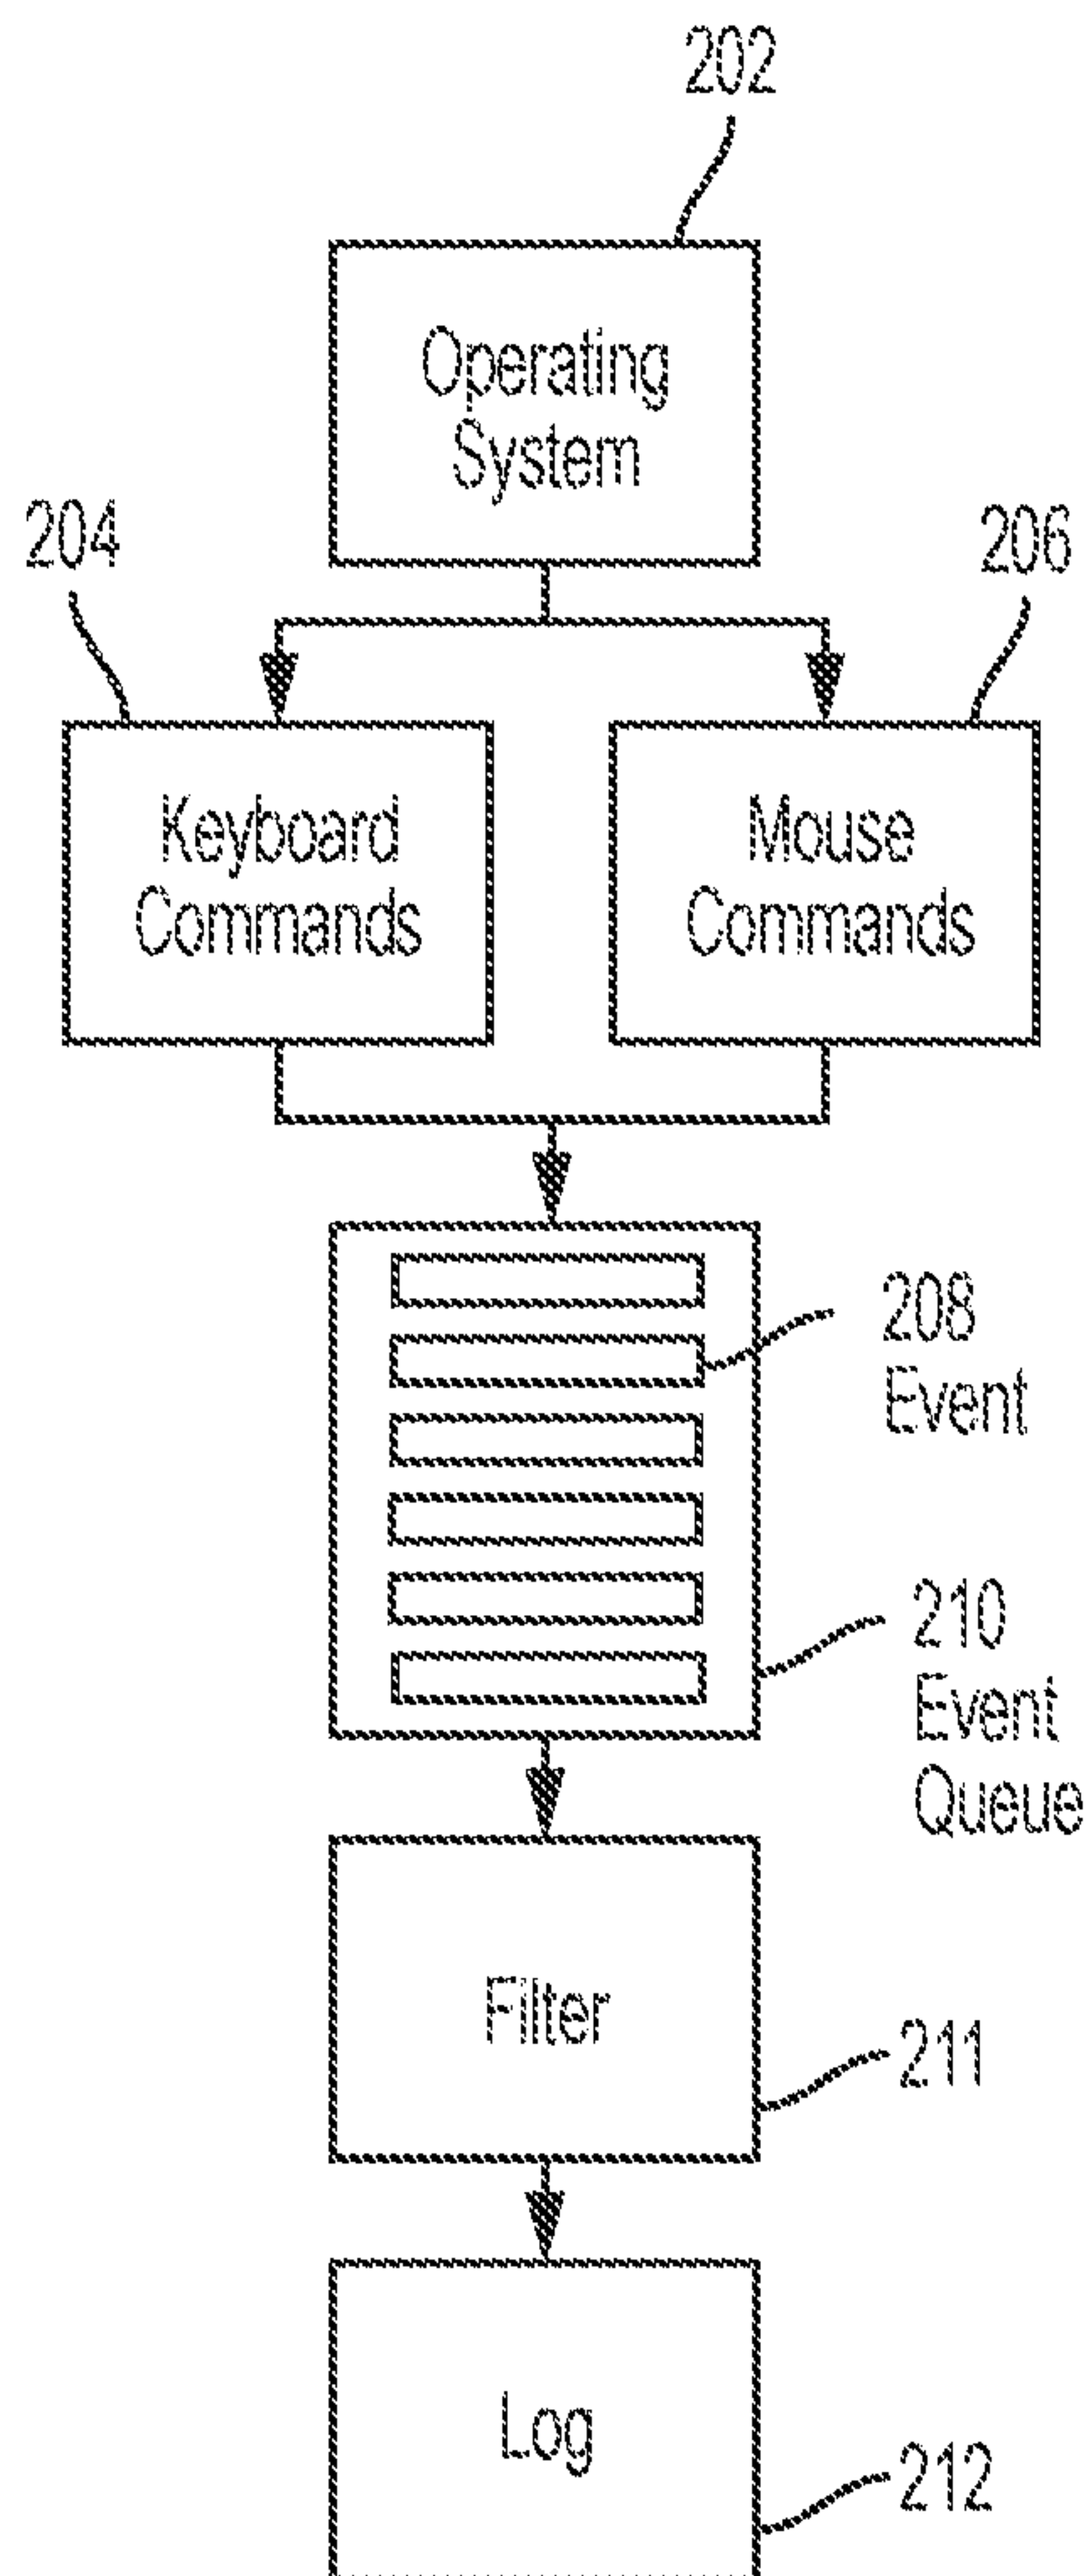 202
Operating
System
204
206
Keyboard
Commands
Mouse
Commands
208
Event
210
Event
Queue
Filter
211
Log
212